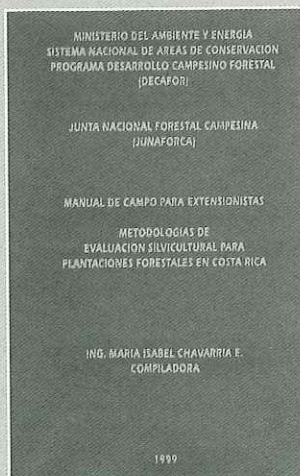 MINISTERIO DEL AMBIENTE Y ENERGIA
SISTEMA NACIONAL DE AREAS DE CONSERVACION
PROGRAMA DESARROLLO CAMPESINO FORESTAL
(DECAFOR)
JUNTA NACIONAL FORESTAL CAMPESINA
(JUNAFORCA)
MANUAL DE CAMPO PARA EXTENSIONISTAS
METODOLOGIAS DE
EVALUACION SILVICULTURAL PARA
PLANTACIONES FORESTALES EN COSTA RICA
ING. MARIA ISABEL CHAVARRIA E.
COMPILADORA
1999